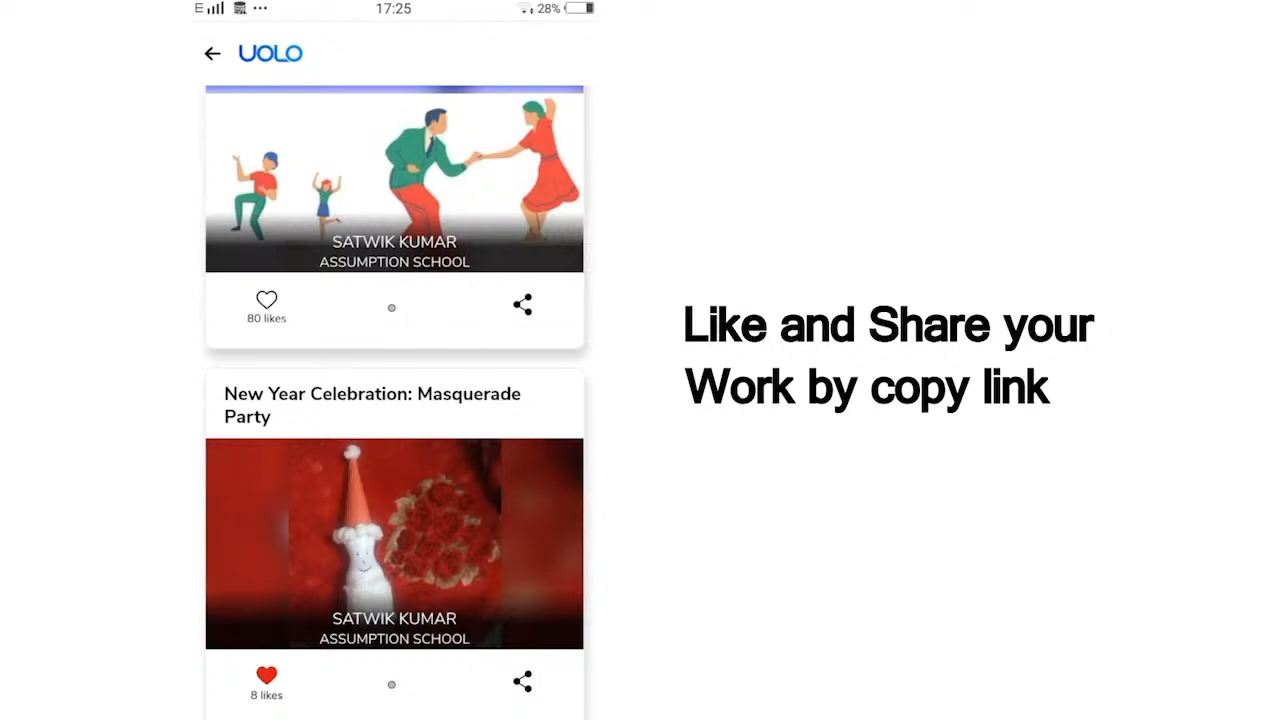 E 17:25 28%
UOLO
SATWIK KUMAR
ASSUMPTION SCHOOL
80 likes
New Year Celebration: Masquerade
Party
SATWIK KUMAR
ASSUMPTION SCHOOL
8 likes
Like and Share your
Work by copy link